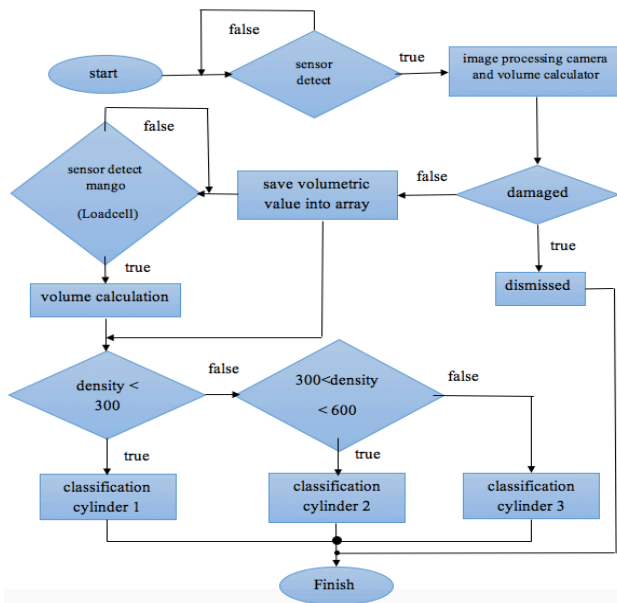 false
start
sensor
detect
true
image processing camera
and volume calculator
false
sensor detect
mango
(Loadcell)
save volumetric
value into array
false
damaged
true
true
dismissed
volume calculation
density <
300
false
300<density
< 600
false
true
true
classification
cylinder 1
classification
cylinder 2
classification
cylinder 3
Finish